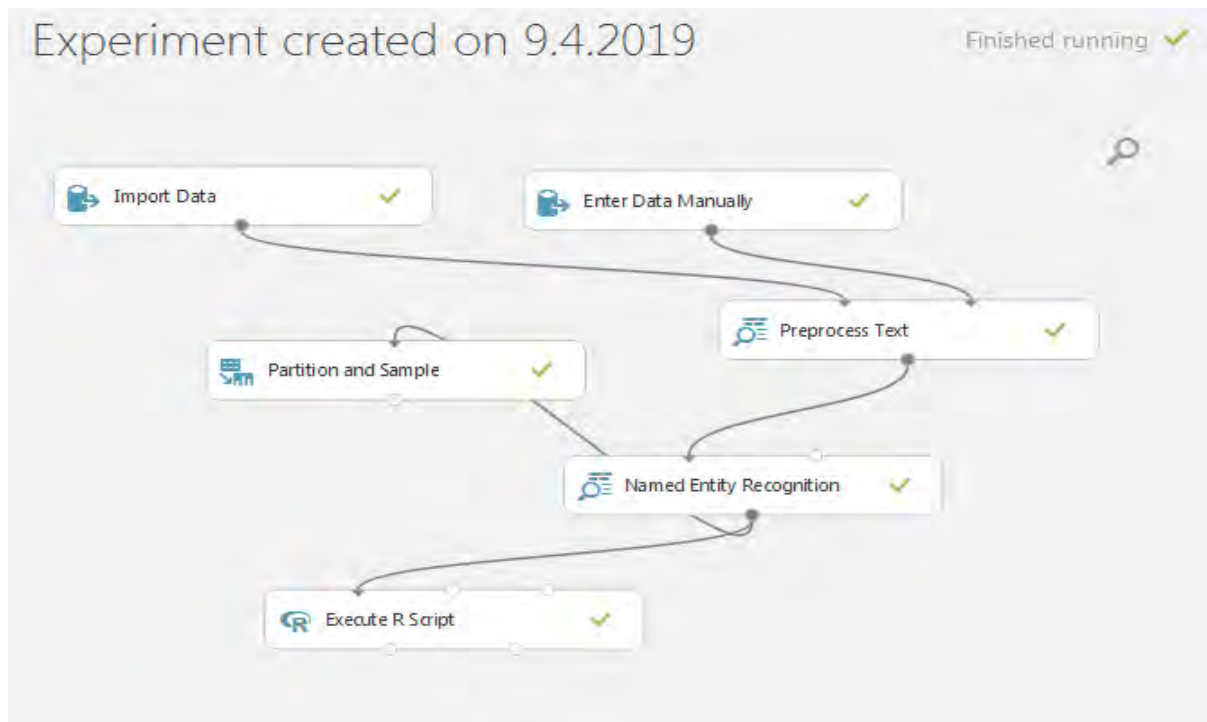 Experiment created on 9.4.2019
Finished running
Import Data
Enter Data Manually
Preprocess Text
Partition and Sample
Named Entity Recognition
R Execute R Script